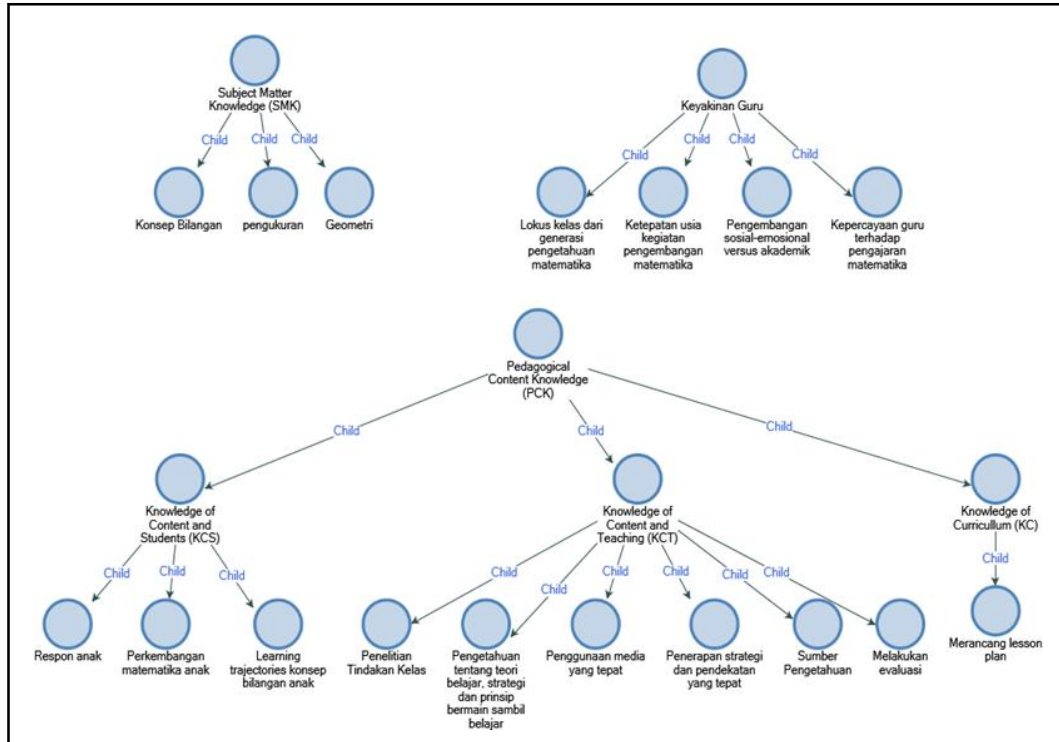 Subject Matter
Knowledge (SMK)
Child
Child
Child
Konsep Bilangan
pengukuran
Geometri
Keyakinan Guru
Child
Child
Child
Child
Lokus kelas dari
generasi
pengetahuan
matematika
Ketepatan usia
kegiatan
pengembangan
matematika
Pengembangan
sosial-emosional
versus akademik
Kepercayaan guru
terhadap
pengajaran
matematika
Pedagogical
Content Knowledge
(PCK)
Child
Child
Child
Knowledge of
Content and
Students (KCS)
Knowledge of
Content and
Teaching (KCT)
Knowledge of
Curricullum (KC)
Child
Child
Child
Child
Child
Child
Child
Child
Child
Child
Respon anak
Perkembangan
matematika anak
Learning
trajectories konsep
bilangan anak
Penelitian
Tindakan Kelas
Pengetahuan
tentang teori
belajar, strategi
dan prinsip
bermain sambil
belajar
Penggunaan media
yang tepat
Penerapan strategi
dan pendekatan
yang tepat
Sumber
Pengetahuan
Melakukan
evaluasi
Merancang lesson
plan